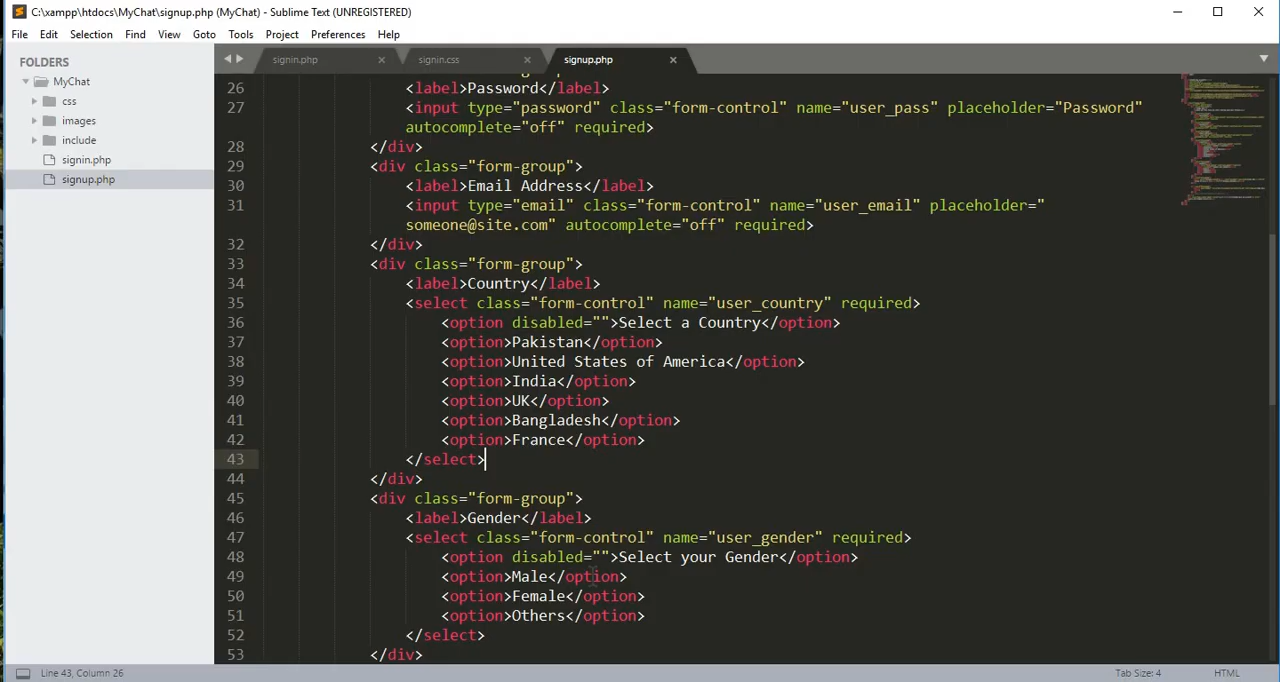 C:\xampp\htdocs\MyChat\signup.php (MyChat) - Sublime Text (UNREGISTERED)
File Edit Selection Find View Goto Tools Project Preferences Help
FOLDERS
MyChat
css
images
include
signin.php
signup.php
signin.php signin.css signup.php
26 <label>Password</label>
27 <input type="password" class="form-control" name="user_pass" placeholder="Password"
autocomplete="off" required>
28 </div>
29 <div class="form-group">
30 <label>Email Address</label>
31 <input type="email" class="form-control" name="user_email" placeholder="
someone@site.com" autocomplete="off" required>
32 </div>
33 <div class="form-group">
34 <label>Country</label>
35 <select class="form-control" name="user_country" required>
36 <option disabled="">Select a Country</option>
37 <option>Pakistan</option>
38 <option>United States of America</option>
39 <option>India</option>
40 <option>UK</option>
41 <option>Bangladesh</option>
42 <option>France</option>
43 </select>
44 </div>
45 <div class="form-group">
46 <label>Gender</label>
47 <select class="form-control" name="user_gender" required>
48 <option disabled="">Select your Gender</option>
49 <option>Male</option>
50 <option>Female</option>
51 <option>Others</option>
52 </select>
53 </div>
Line 43, Column 26 Tab Size: 4 HTML